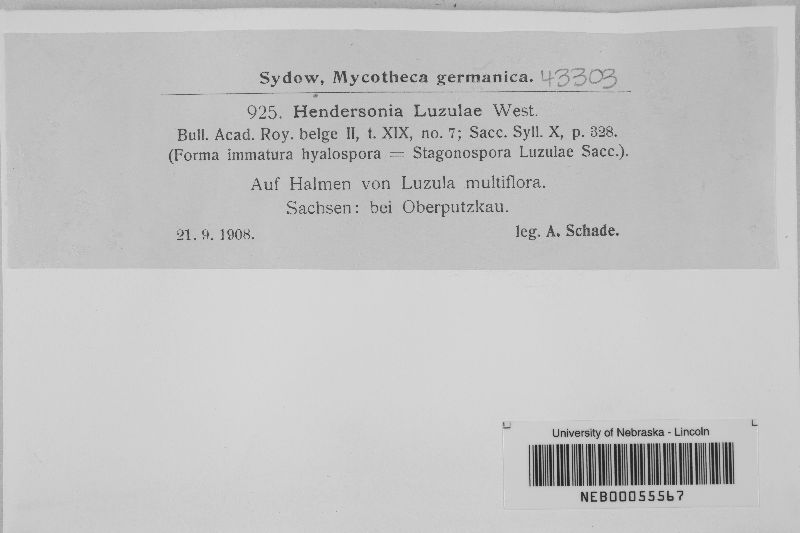 Sydow, Mycotheca germanica. 43303
925. Hendersonia Luzulae West.
Bull. Acad. Roy. belge II, t. XIX, no. 7; Sacc. Syll. X, p. 328.
(Forma immatura hyalospora = Stagonospora Luzulae Sacc.).
Auf Halmen von Luzula multiflora.
Sachsen: bei Oberputzkau.
21. 9. 1908. leg. A. Schade.
University of Nebraska - Lincoln
NEB00055567